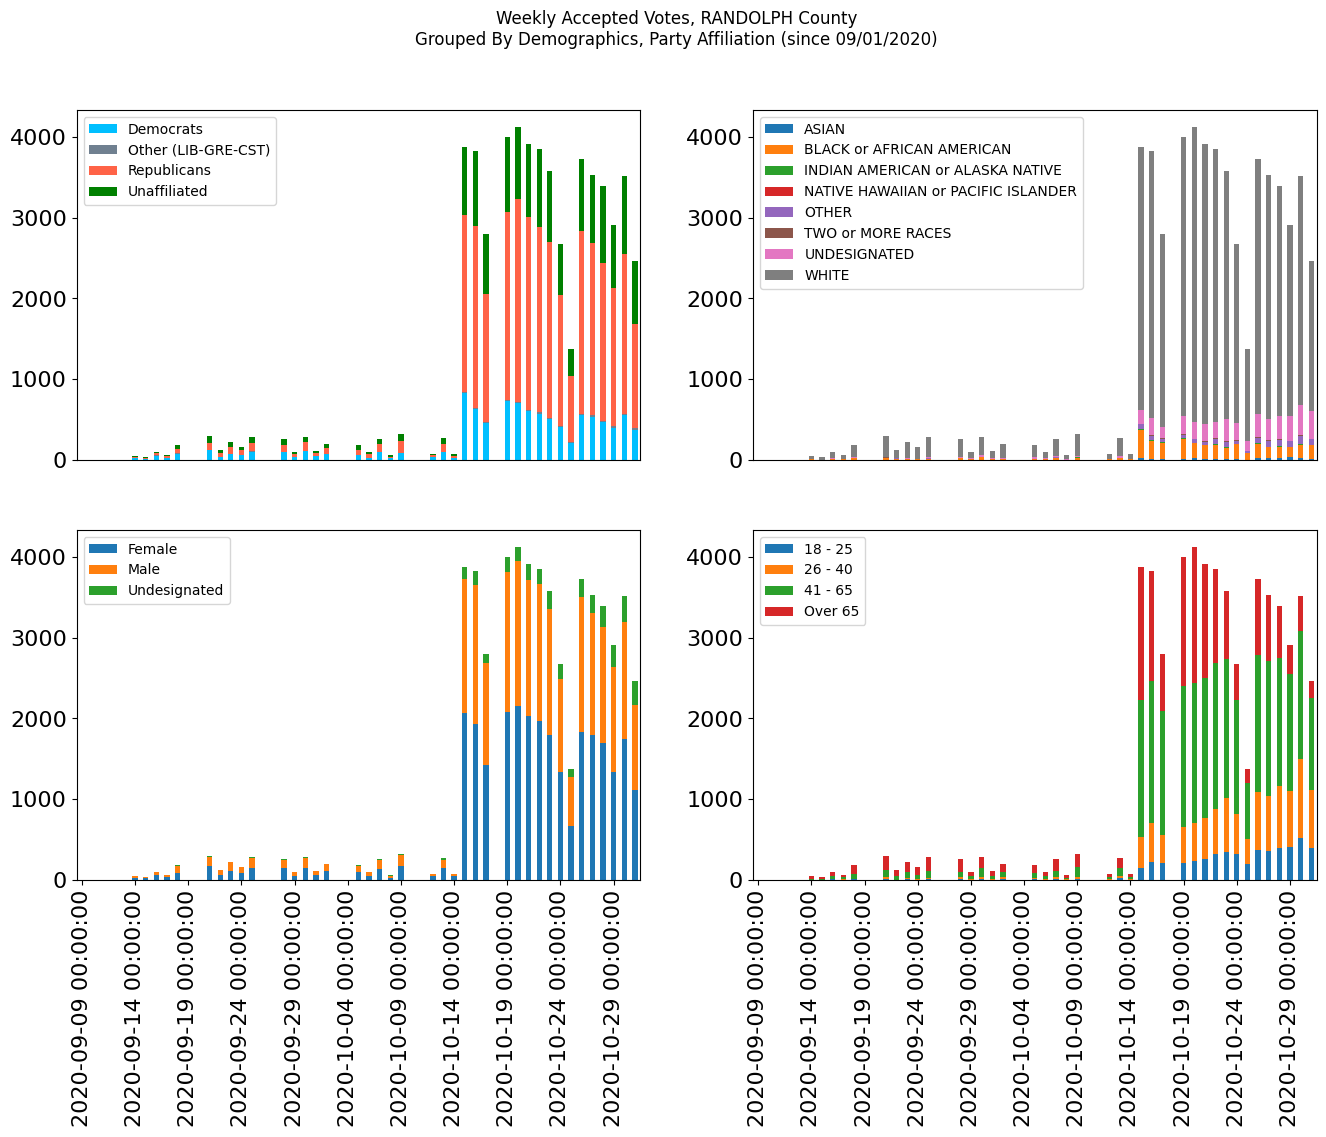 Weekly Accepted Votes, RANDOLPH County
Grouped By Demographics, Party Affiliation (since 09/01/2020)
4000
3000
2000
1000
0
Democrats
Other (LIB-GRE-CST)
Republicans
Unaffiliated
4000
3000
2000
1000
0
ASIAN
BLACK or AFRICAN AMERICAN
INDIAN AMERICAN or ALASKA NATIVE
NATIVE HAWAIIAN or PACIFIC ISLANDER
OTHER
TWO or MORE RACES
UNDESIGNATED
WHITE
4000
3000
2000
1000
0
Female
Male
Undesignated
2020-09-09 00:00:00
2020-09-14 00:00:00
2020-09-19 00:00:00
2020-09-24 00:00:00
2020-09-29 00:00:00
2020-10-04 00:00:00
2020-10-09 00:00:00
2020-10-14 00:00:00
2020-10-19 00:00:00
2020-10-24 00:00:00
2020-10-29 00:00:00
4000
3000
2000
1000
0
18 - 25
26 - 40
41 - 65
Over 65
2020-09-09 00:00:00
2020-09-14 00:00:00
2020-09-19 00:00:00
2020-09-24 00:00:00
2020-09-29 00:00:00
2020-10-04 00:00:00
2020-10-09 00:00:00
2020-10-14 00:00:00
2020-10-19 00:00:00
2020-10-24 00:00:00
2020-10-29 00:00:00